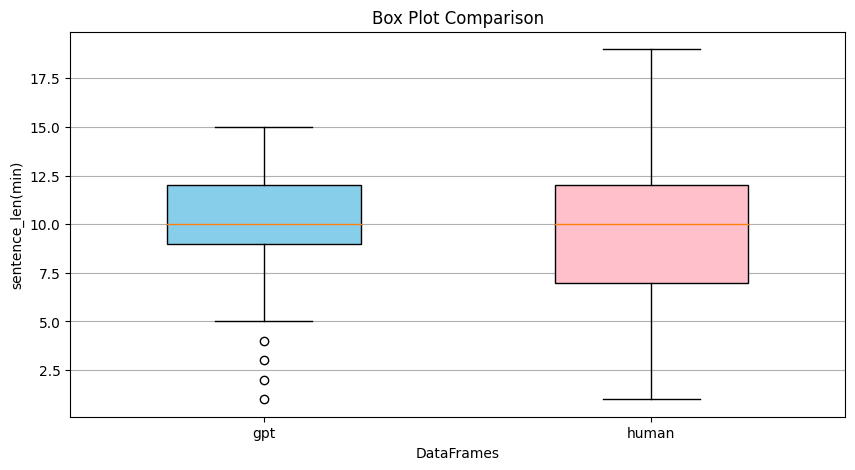 Box Plot Comparison
sentence_len(min)
17.5
15.0
12.5
10.0
7.5
5.0
2.5
gpt
human
DataFrames